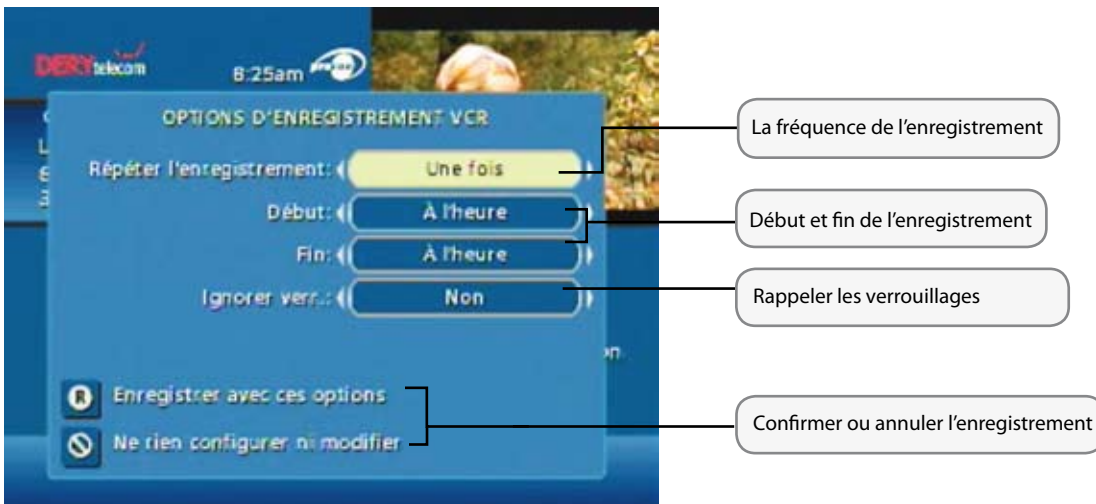 DERYtelecom
8:25am
OPTIONS D'ENREGISTREMENT VCR
Répéter l'enregistrement: Une fois
Début: À l'heure
Fin: À l'heure
Ignorer verr.: Non
R Enregistrer avec ces options
Ne rien configurer ni modifier
La fréquence de l'enregistrement
Début et fin de l'enregistrement
Rappeler les verrouillages
Confirmer ou annuler l'enregistrement